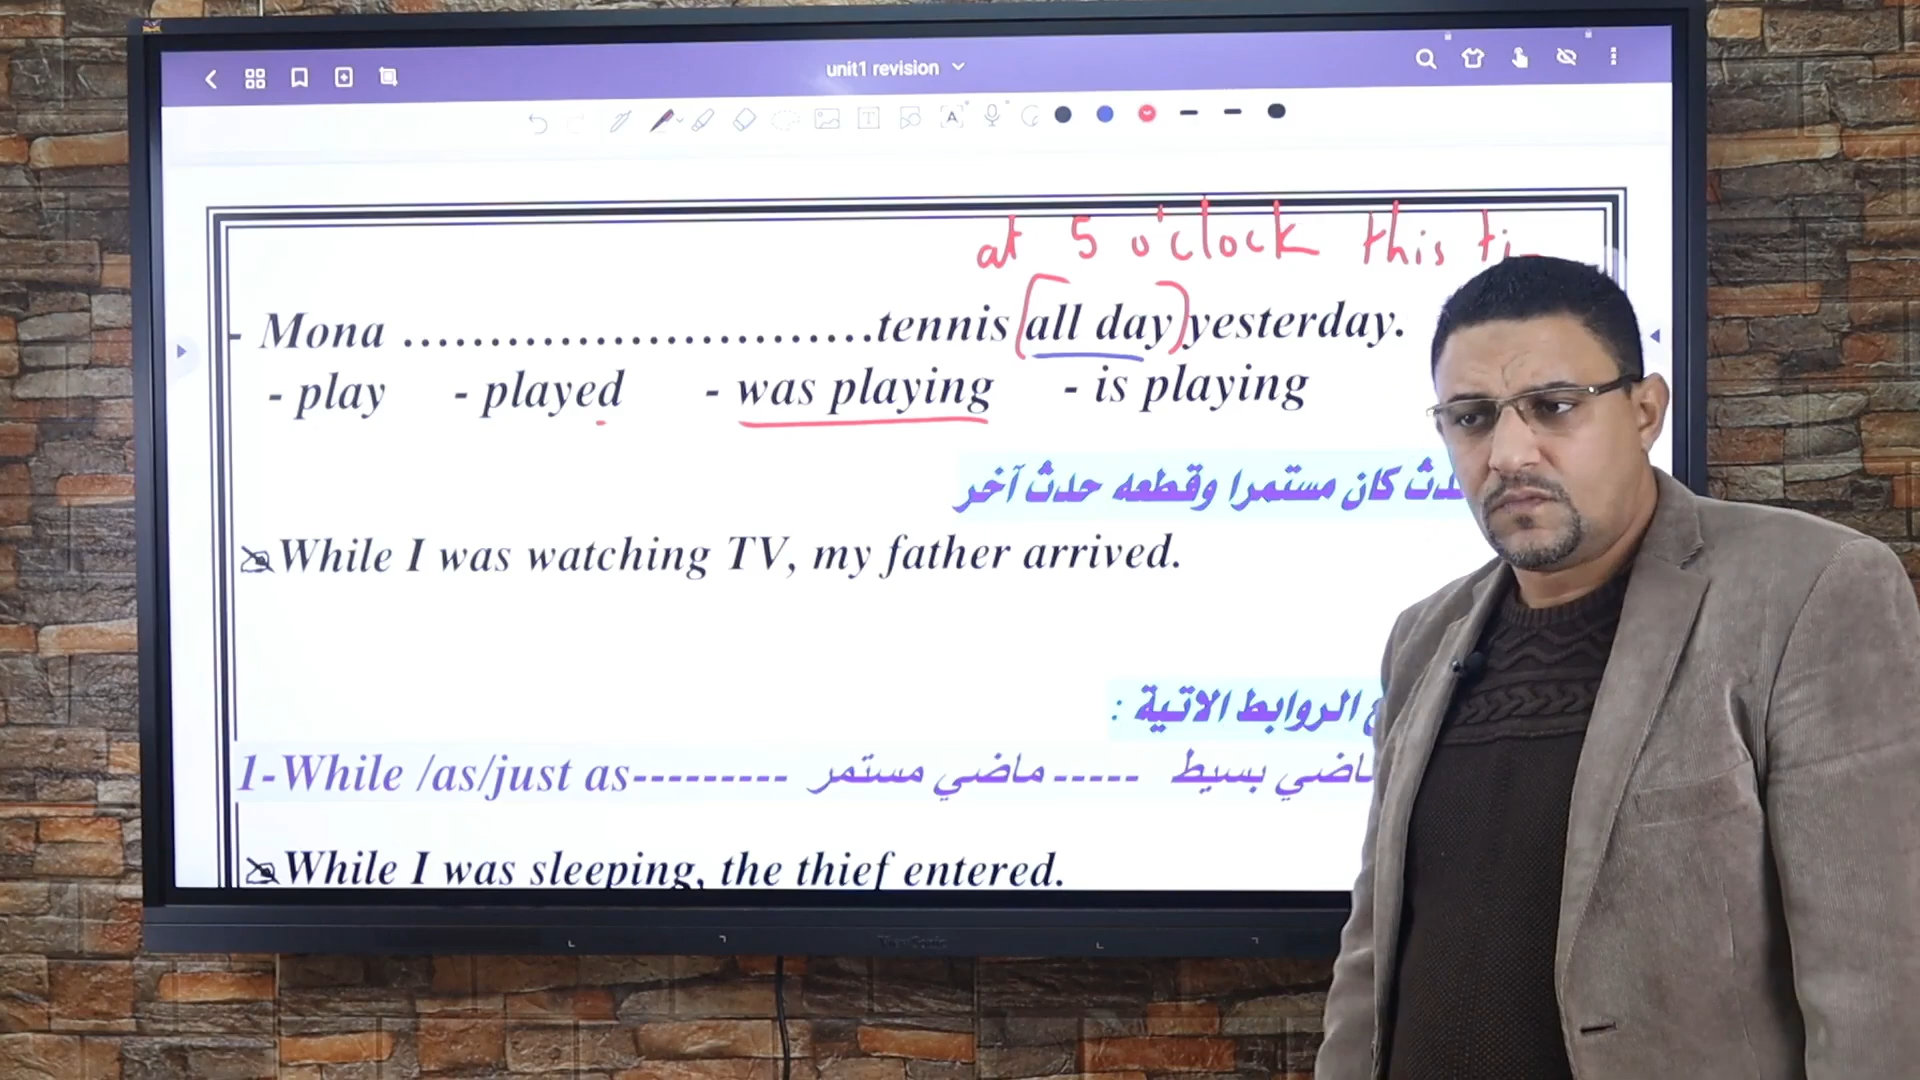 unit1 revision
at 5 o'clock this
- Mona ............................tennis (all day) yesterday.
- play - played - was playing - is playing
كان مستمرا وقطعه حدث آخر
While I was watching TV, my father arrived.
الروابط الاتية :
1-While /as/just as--------- ماضي مستمر ----- ماضي بسيط
While I was sleeping, the thief entered.
ViewSonic